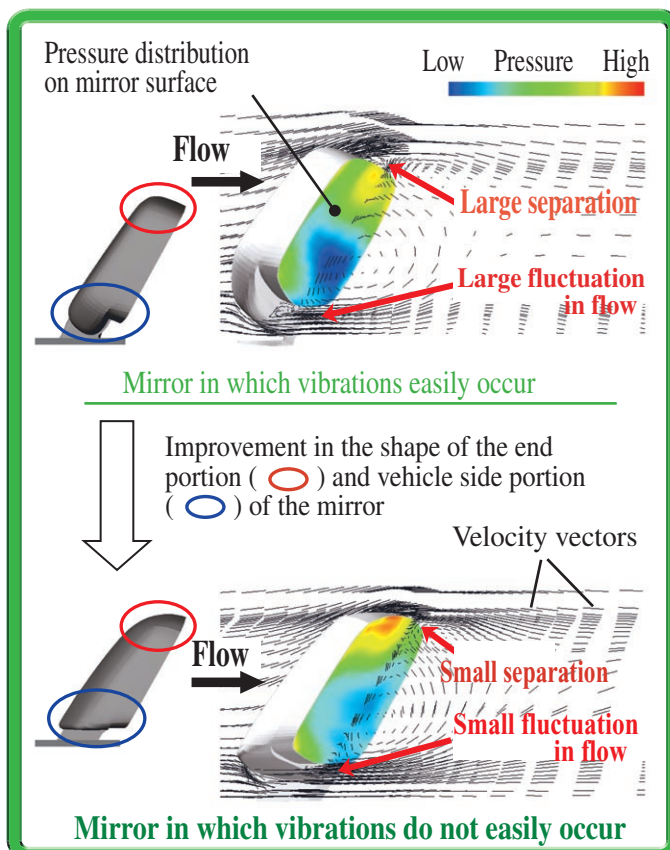 Pressure distribution
on mirror surface
Low Pressure High
Flow
Large separation
Large fluctuation
in flow
Mirror in which vibrations easily occur
Improvement in the shape of the end
portion ( ) and vehicle side portion
( ) of the mirror
Velocity vectors
Flow
Small separation
Small fluctuation
in flow
Mirror in which vibrations do not easily occur